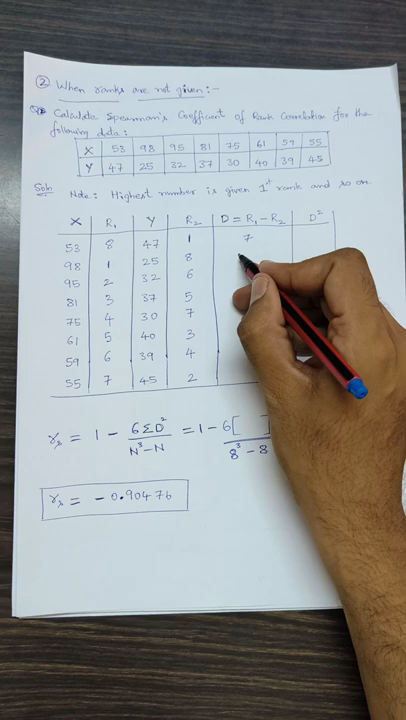 ② When ranks are not given:-
Q② Calculate Spearman's Coefficient of Rank Correlation for the
following data:
X 53 98 95 81 75 61 59 55
Y 47 25 32 37 30 40 39 45
Solo Note: Highest number is given 1st rank and so on.
X R₁ Y R₂ D = R₁ - R₂ D²
53 8 47 1 7
98 1 25 8
95 2 32 6
81 3 37 5
75 4 30 7
61 5 40 3
59 6 39 4
55 7 45 2
r_s = 1 - 6ΣD² / N³-N = 1 - 6[ ] / 8³-8
r_s = - 0.90476